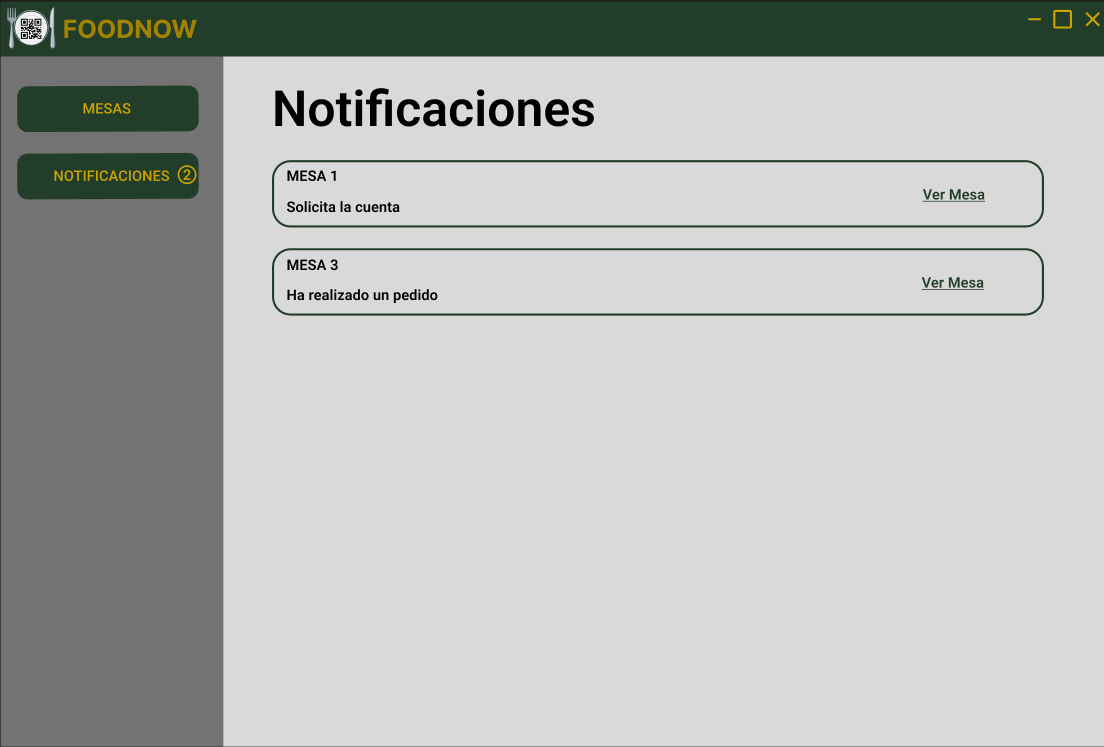 FOODNOW
MESAS
NOTIFICACIONES 2
Notificaciones
MESA 1
Solicita la cuenta
Ver Mesa
MESA 3
Ha realizado un pedido
Ver Mesa